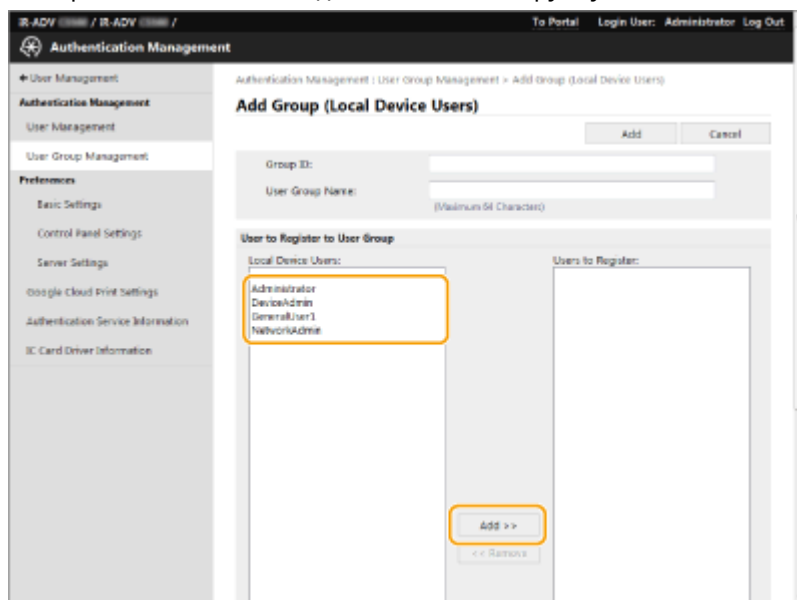 iR-ADV / iR-ADV /
To Portal Login User: Administrator Log Out
Authentication Management
User Management
Authentication Management
User Management
User Group Management
Preferences
Basic Settings
Control Panel Settings
Server Settings
Google Cloud Print Settings
Authentication Service Information
IC Card Driver Information
Authentication Management : User Group Management > Add Group (Local Device Users)
Add Group (Local Device Users)
Add Cancel
Group ID:
User Group Name:
(Maximum 64 Characters)
User to Register to User Group
Local Device Users:
Administrator
DeviceAdmin
GeneralUser1
NetworkAdmin
Add >>
<< Remove
Users to Register: